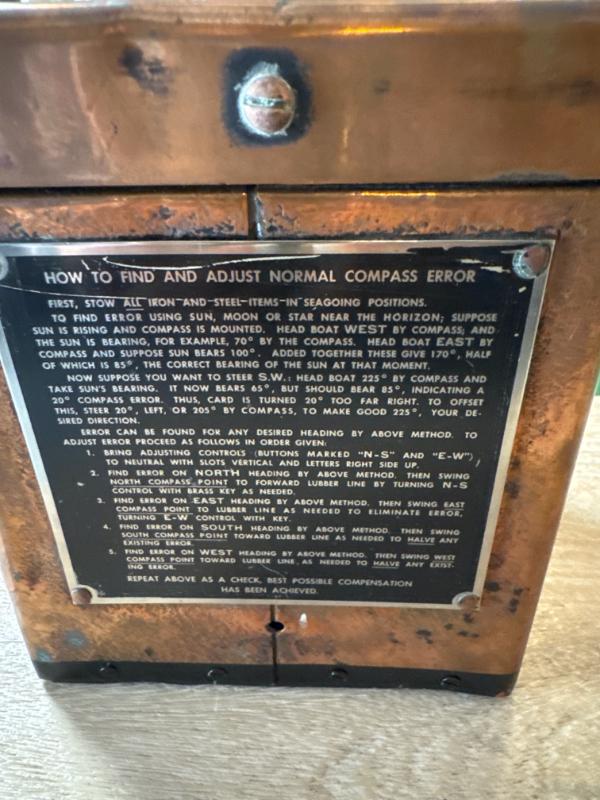 HOW TO FIND AND ADJUST NORMAL COMPASS ERROR
FIRST, STOW ALL IRON AND STEEL ITEMS IN SEAGOING POSITIONS.
TO FIND ERROR USING SUN, MOON OR STAR NEAR THE HORIZON; SUPPOSE
SUN IS RISING AND COMPASS IS MOUNTED. HEAD BOAT WEST BY COMPASS; AND
THE SUN IS BEARING, FOR EXAMPLE, 70° BY THE COMPASS. HEAD BOAT EAST BY
COMPASS AND SUPPOSE SUN BEARS 100°. ADDED TOGETHER THESE GIVE 170°, HALF
OF WHICH IS 85°, THE CORRECT BEARING OF THE SUN AT THAT MOMENT.
NOW SUPPOSE YOU WANT TO STEER S.W.: HEAD BOAT 225° BY COMPASS AND
TAKE SUN'S BEARING. IT NOW BEARS 65°, BUT SHOULD BEAR 85°, INDICATING A
20° COMPASS ERROR. THUS, CARD IS TURNED 20° TOO FAR RIGHT. TO OFFSET
THIS, STEER 20°, LEFT, OR 205° BY COMPASS, TO MAKE GOOD 225°, YOUR DE-
SIRED DIRECTION.
ERROR CAN BE FOUND FOR ANY DESIRED HEADING BY ABOVE METHOD. TO
ADJUST ERROR PROCEED AS FOLLOWS IN ORDER GIVEN:
1. BRING ADJUSTING CONTROLS (BUTTONS MARKED "N-S" AND "E-W")
TO NEUTRAL WITH SLOTS VERTICAL AND LETTERS RIGHT SIDE UP.
2. FIND ERROR ON NORTH HEADING BY ABOVE METHOD. THEN SWING
NORTH COMPASS POINT TO FORWARD LUBBER LINE BY TURNING N-S
CONTROL WITH BRASS KEY AS NEEDED.
3. FIND ERROR ON EAST HEADING BY ABOVE METHOD. THEN SWING EAST
COMPASS POINT TO LUBBER LINE AS NEEDED TO ELIMINATE ERROR,
TURNING E-W CONTROL WITH KEY.
4. FIND ERROR ON SOUTH HEADING BY ABOVE METHOD. THEN SWING
SOUTH COMPASS POINT TOWARD LUBBER LINE AS NEEDED TO HALVE ANY
EXISTING ERROR.
5. FIND ERROR ON WEST HEADING BY ABOVE METHOD. THEN SWING WEST
COMPASS POINT TOWARD LUBBER LINE, AS NEEDED TO HALVE ANY EXIST-
ING ERROR.
REPEAT ABOVE AS A CHECK, BEST POSSIBLE COMPENSATION
HAS BEEN ACHIEVED.